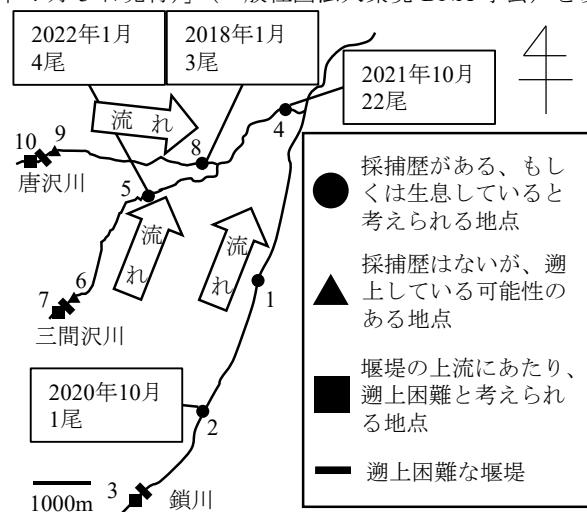 2022年1月
4尾
2018年1月
3尾
2021年10月
22尾
流 れ
10
9
8
4
唐沢川
5
流
れ
流
れ
1
6
7
三間沢川
2020年10月
1尾
2
3
鎖川
1000m
採捕歴がある、もし
くは生息していると
考えられる地点
採捕歴はないが、遡
上している可能性の
ある地点
堰堤の上流にあたり、
遡上困難と考えられ
る地点
遡上困難な堰堤